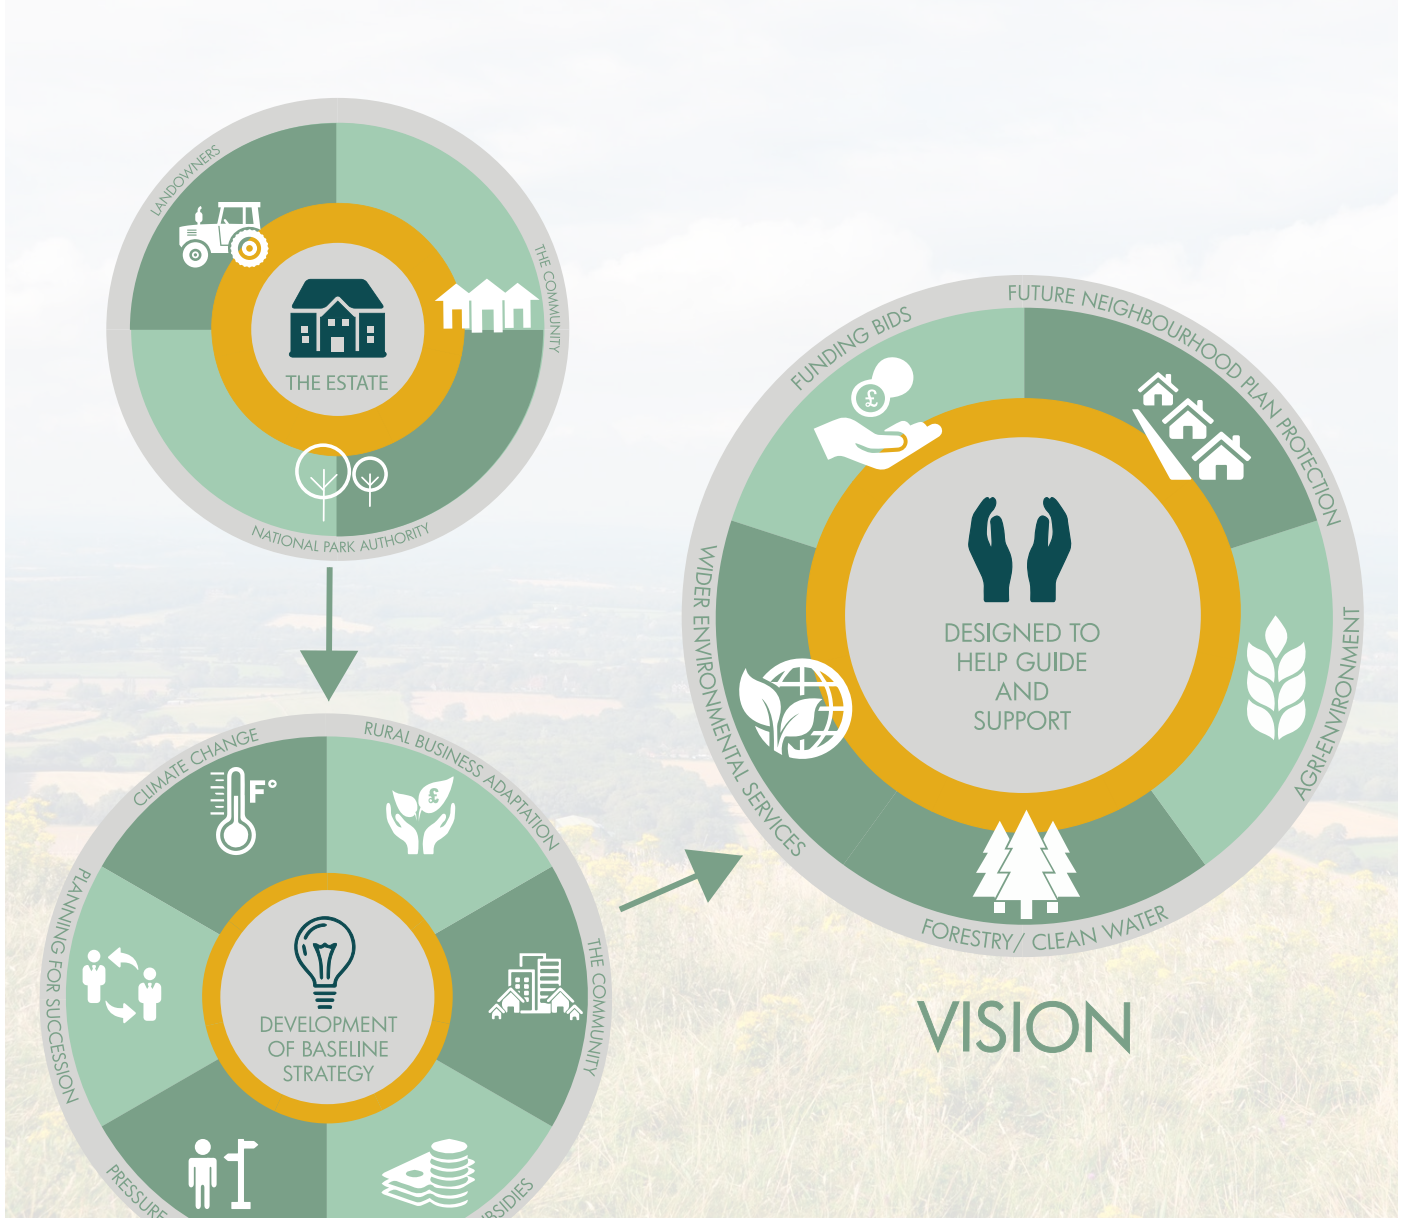 LANDOWNERS
THE COMMUNITY
THE ESTATE
NATIONAL PARK AUTHORITY
FUNDING BIDS
£
FUTURE NEIGHBOURHOOD PLAN PROTECTION
WIDER ENVIRONMENTAL SERVICES
DESIGNED TO
HELP GUIDE
AND
SUPPORT
AGRI-ENVIRONMENT
FORESTRY/ CLEAN WATER
VISION
CLIMATE CHANGE
F°
RURAL BUSINESS ADAPTATION
£
PLANNING FOR SUCCESSION
DEVELOPMENT
OF BASELINE
STRATEGY
THE COMMUNITY
PRESSURE